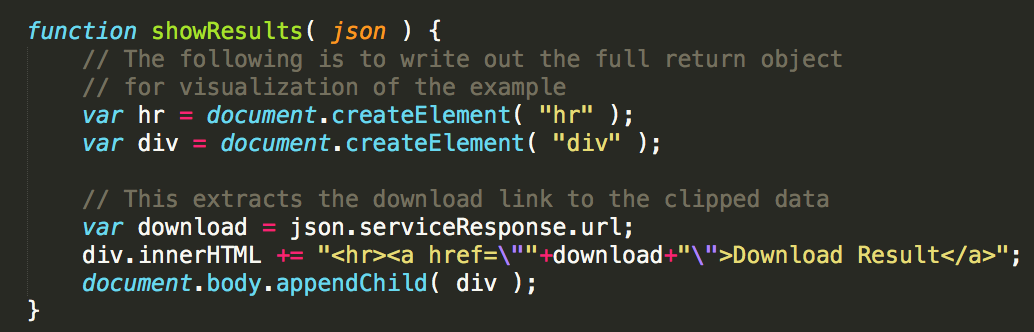 function showResults( json ) {
    // The following is to write out the full return object
    // for visualization of the example
    var hr = document.createElement( "hr" );
    var div = document.createElement( "div" );

    // This extracts the download link to the clipped data
    var download = json.serviceResponse.url;
    div.innerHTML += "<hr><a href=\""+download+"\">Download Result</a>";
    document.body.appendChild( div );
}